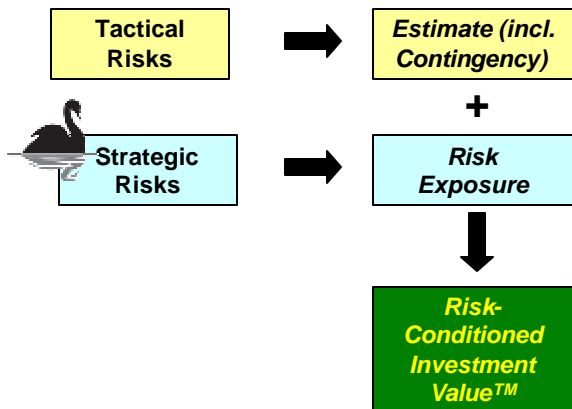 Tactical
Risks
Estimate (incl.
Contingency)
+
Strategic
Risks
Risk
Exposure
Risk-
Conditioned
Investment
Value™